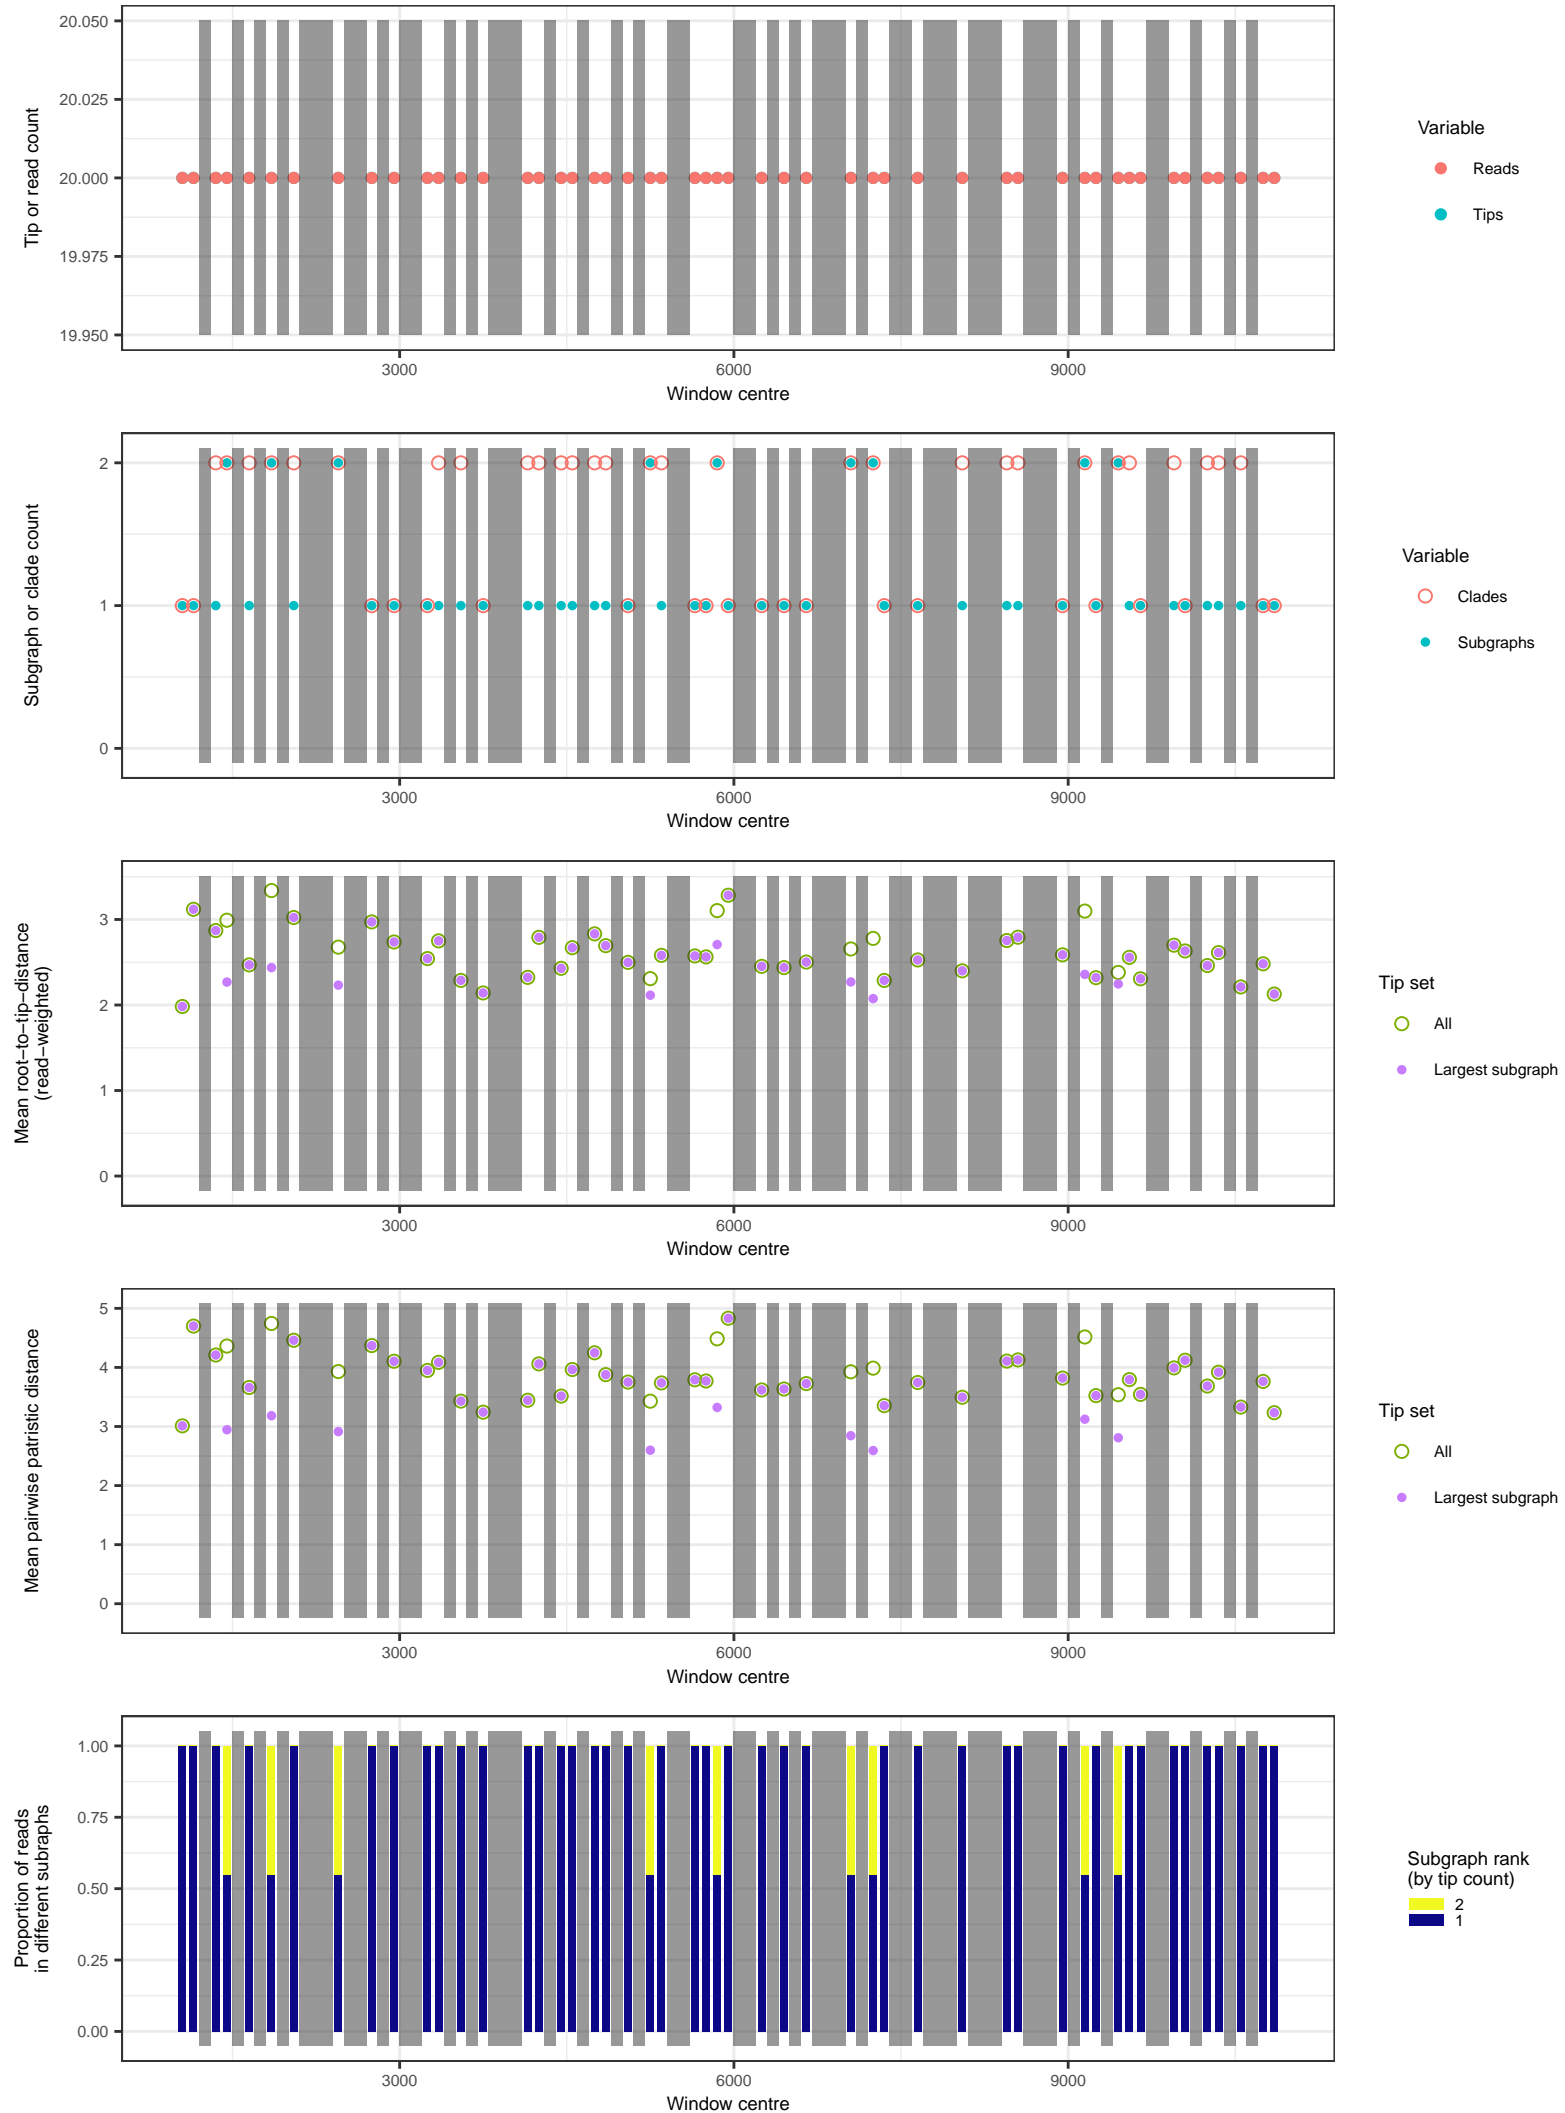 20.050
20.025
20.000
19.975
19.950
Tip or read count
3000
6000
9000
Window centre
Variable
Reads
Tips
2
1
0
Subgraph or clade count
3000
6000
9000
Window centre
Variable
Clades
Subgraphs
3
2
1
0
Mean root−to−tip−distance
(read−weighted)
3000
6000
9000
Window centre
Tip set
All
Largest subgraph
5
4
3
2
1
0
Mean pairwise patristic distance
3000
6000
9000
Window centre
Tip set
All
Largest subgraph
1.00
0.75
0.50
0.25
0.00
Proportion of reads
in different subraphs
3000
6000
9000
Window centre
Subgraph rank
(by tip count)
2
1